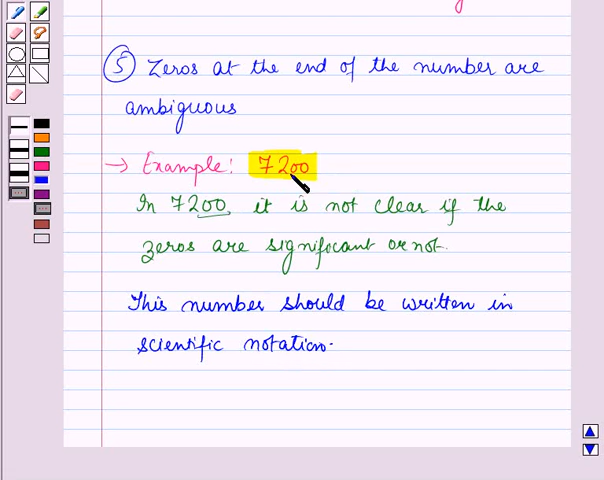 5 Zeros at the end of the number are
ambiguous
→ Example: 7200
In 7200 it is not clear if the
zeros are significant or not.
This number should be written in
scientific notation.